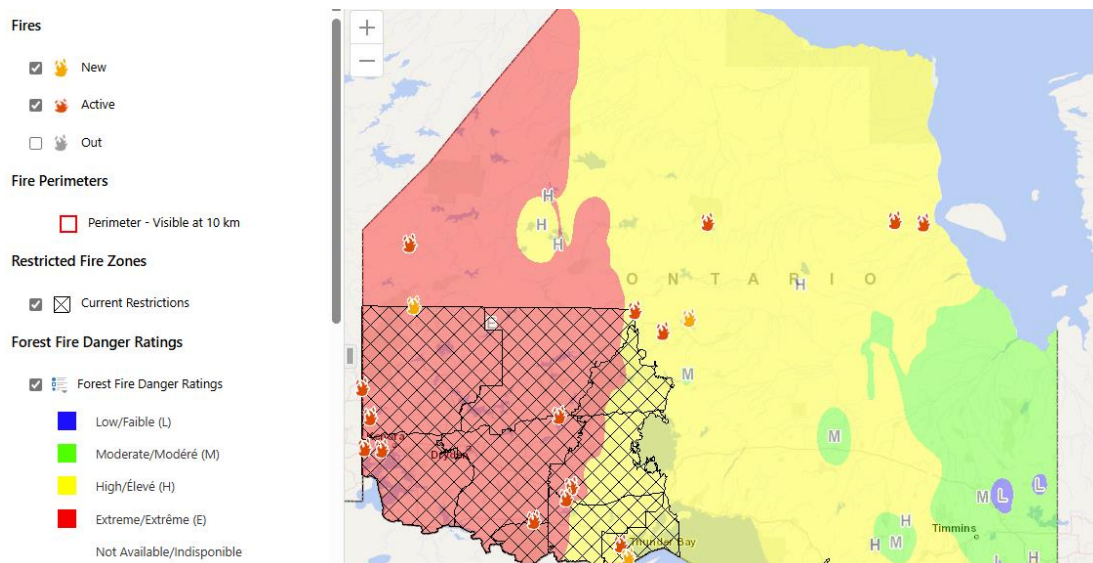 Fires
New
Active
Out
Fire Perimeters
Perimeter - Visible at 10 km
Restricted Fire Zones
Current Restrictions
Forest Fire Danger Ratings
Forest Fire Danger Ratings
Low/Faible (L)
Moderate/Modéré (M)
High/Élevé (H)
Extreme/Extrême (E)
Not Available/Indisponible
+
−
H
H
H
ONTARIO
H
E
M
Dryden
M
M
L
L
H
Timmins
H
M
M
H
Thunder Bay